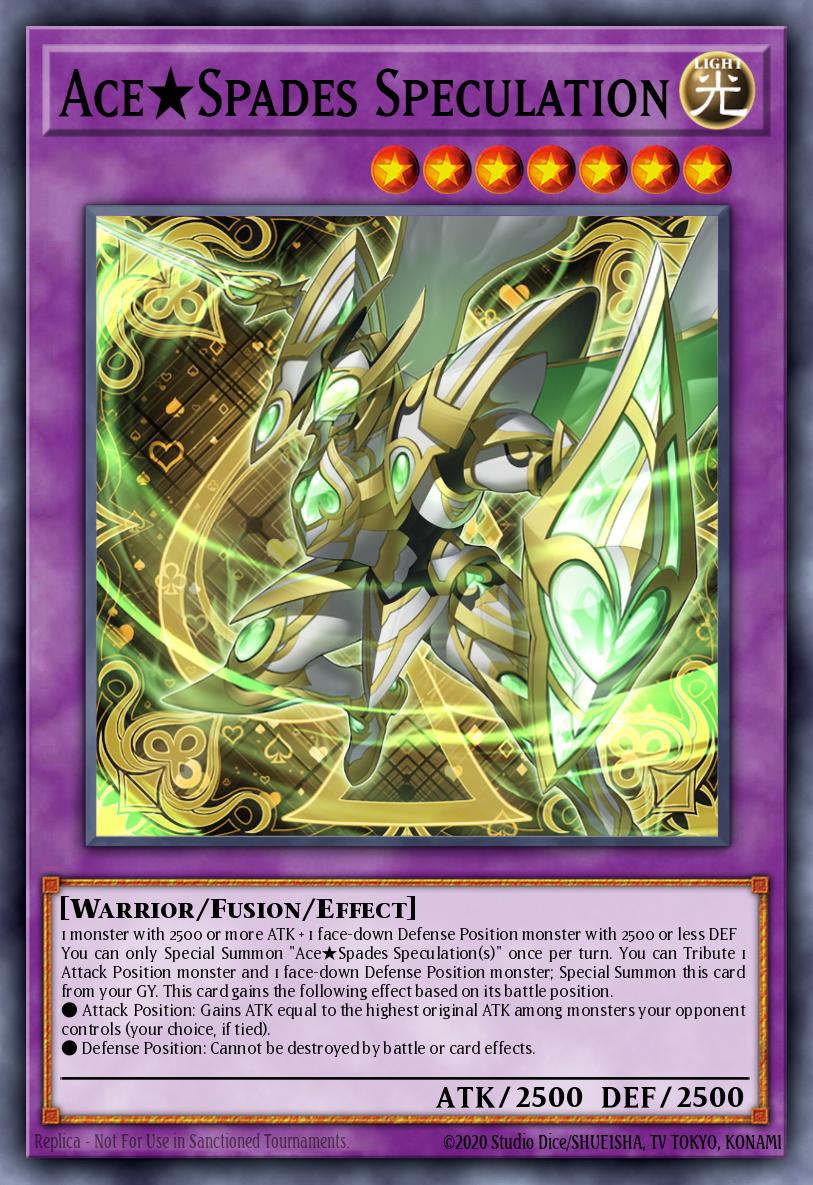 Ace★Spades Speculation
LIGHT
光
[Warrior/Fusion/Effect]
1 monster with 2500 or more ATK + 1 face-down Defense Position monster with 2500 or less DEF
You can only Special Summon "Ace★Spades Speculation(s)" once per turn. You can Tribute 1
Attack Position monster and 1 face-down Defense Position monster; Special Summon this card
from your GY. This card gains the following effect based on its battle position.
● Attack Position: Gains ATK equal to the highest original ATK among monsters your opponent
controls (your choice, if tied).
● Defense Position: Cannot be destroyed by battle or card effects.
ATK/2500 DEF/2500
Replica - Not For Use in Sanctioned Tournaments.
©2020 Studio Dice/SHUEISHA, TV TOKYO, KONAMI